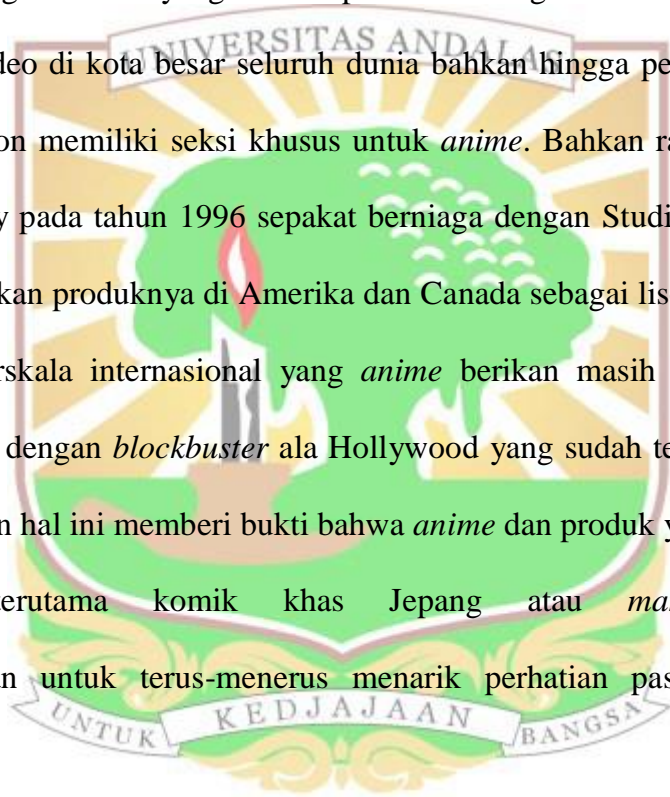 UNIVERSITAS ANDALAS
deo di kota besar seluruh dunia bahkan hingga pe
on memiliki seksi khusus untuk anime. Bahkan ra
y pada tahun 1996 sepakat berniaga dengan Studi
kan produknya di Amerika dan Canada sebagai lis
rskala internasional yang anime berikan masih
dengan blockbuster ala Hollywood yang sudah te
n hal ini memberi bukti bahwa anime dan produk y
terutama komik khas Jepang atau ma
n untuk terus-menerus menarik perhatian pas
UNTUK KEDJAJAAN BANGSA